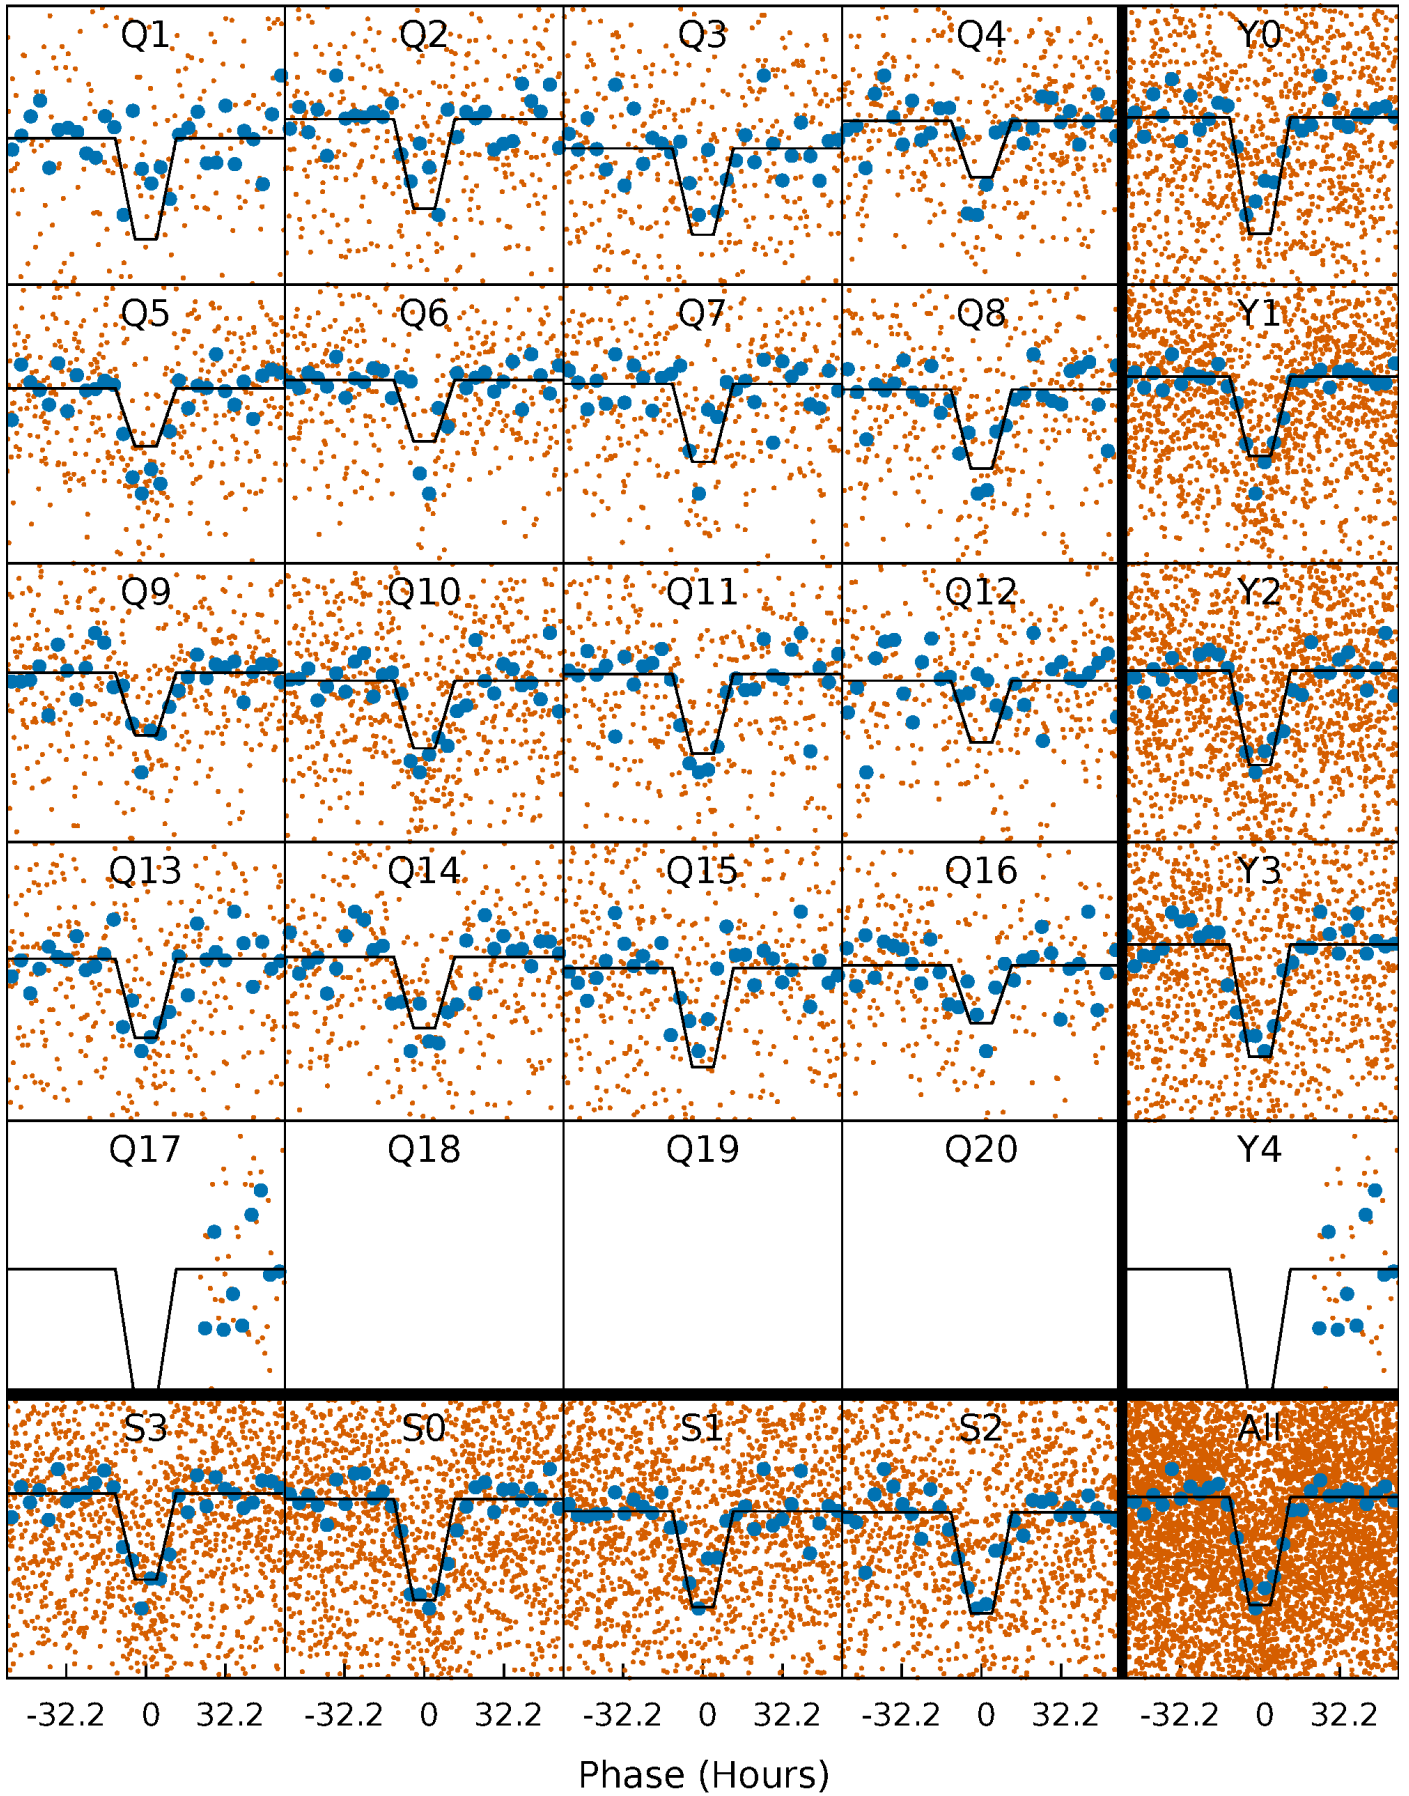 Q1 Q2 Q3 Q4 Y0
Q5 Q6 Q7 Q8 Y1
Q9 Q10 Q11 Q12 Y2
Q13 Q14 Q15 Q16 Y3
Q17 Q18 Q19 Q20 Y4
S3 S0 S1 S2 All
-32.2 0 32.2 -32.2 0 32.2 -32.2 0 32.2 -32.2 0 32.2 -32.2 0 32.2
Phase (Hours)